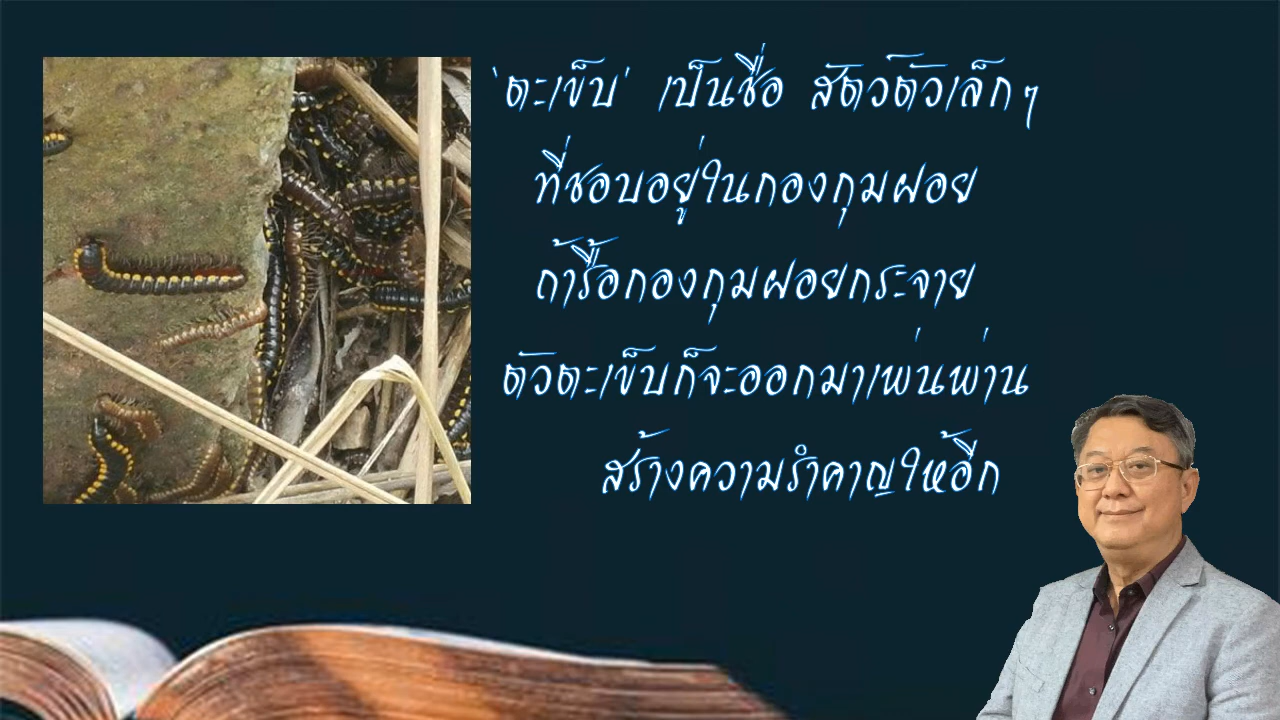 'ตะเข็บ' เป็นชื่อ สัตว์ตัวเล็กๆ
ที่ชอบอยู่ในกองกุมฝอย
ถ้ารื้อกองกุมฝอยกระจาย
ตัวตะเข็บก็จะออกมาเพ่นพ่าน
สร้างความรำคาญให้อีก